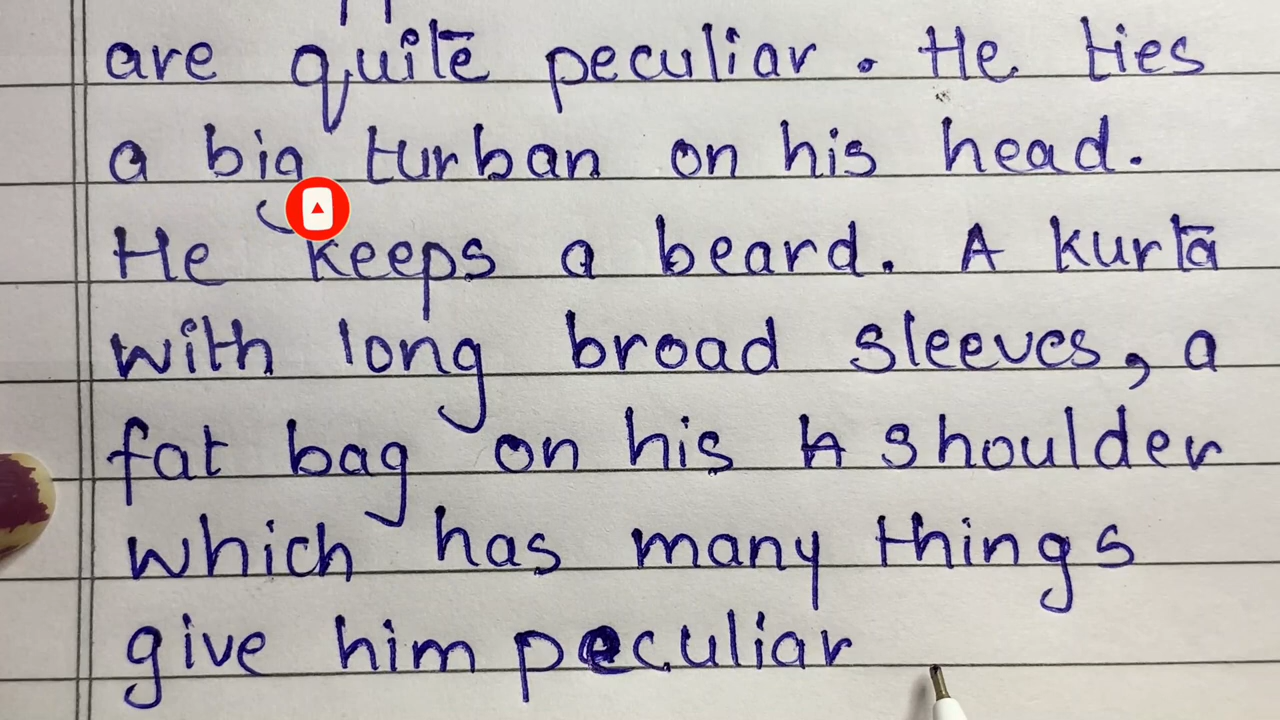 are quite peculiar. He ties
a big turban on his head.
He keeps a beard. A kurta
with long broad sleeves, a
fat bag on his shoulder
which has many things
give him peculiar